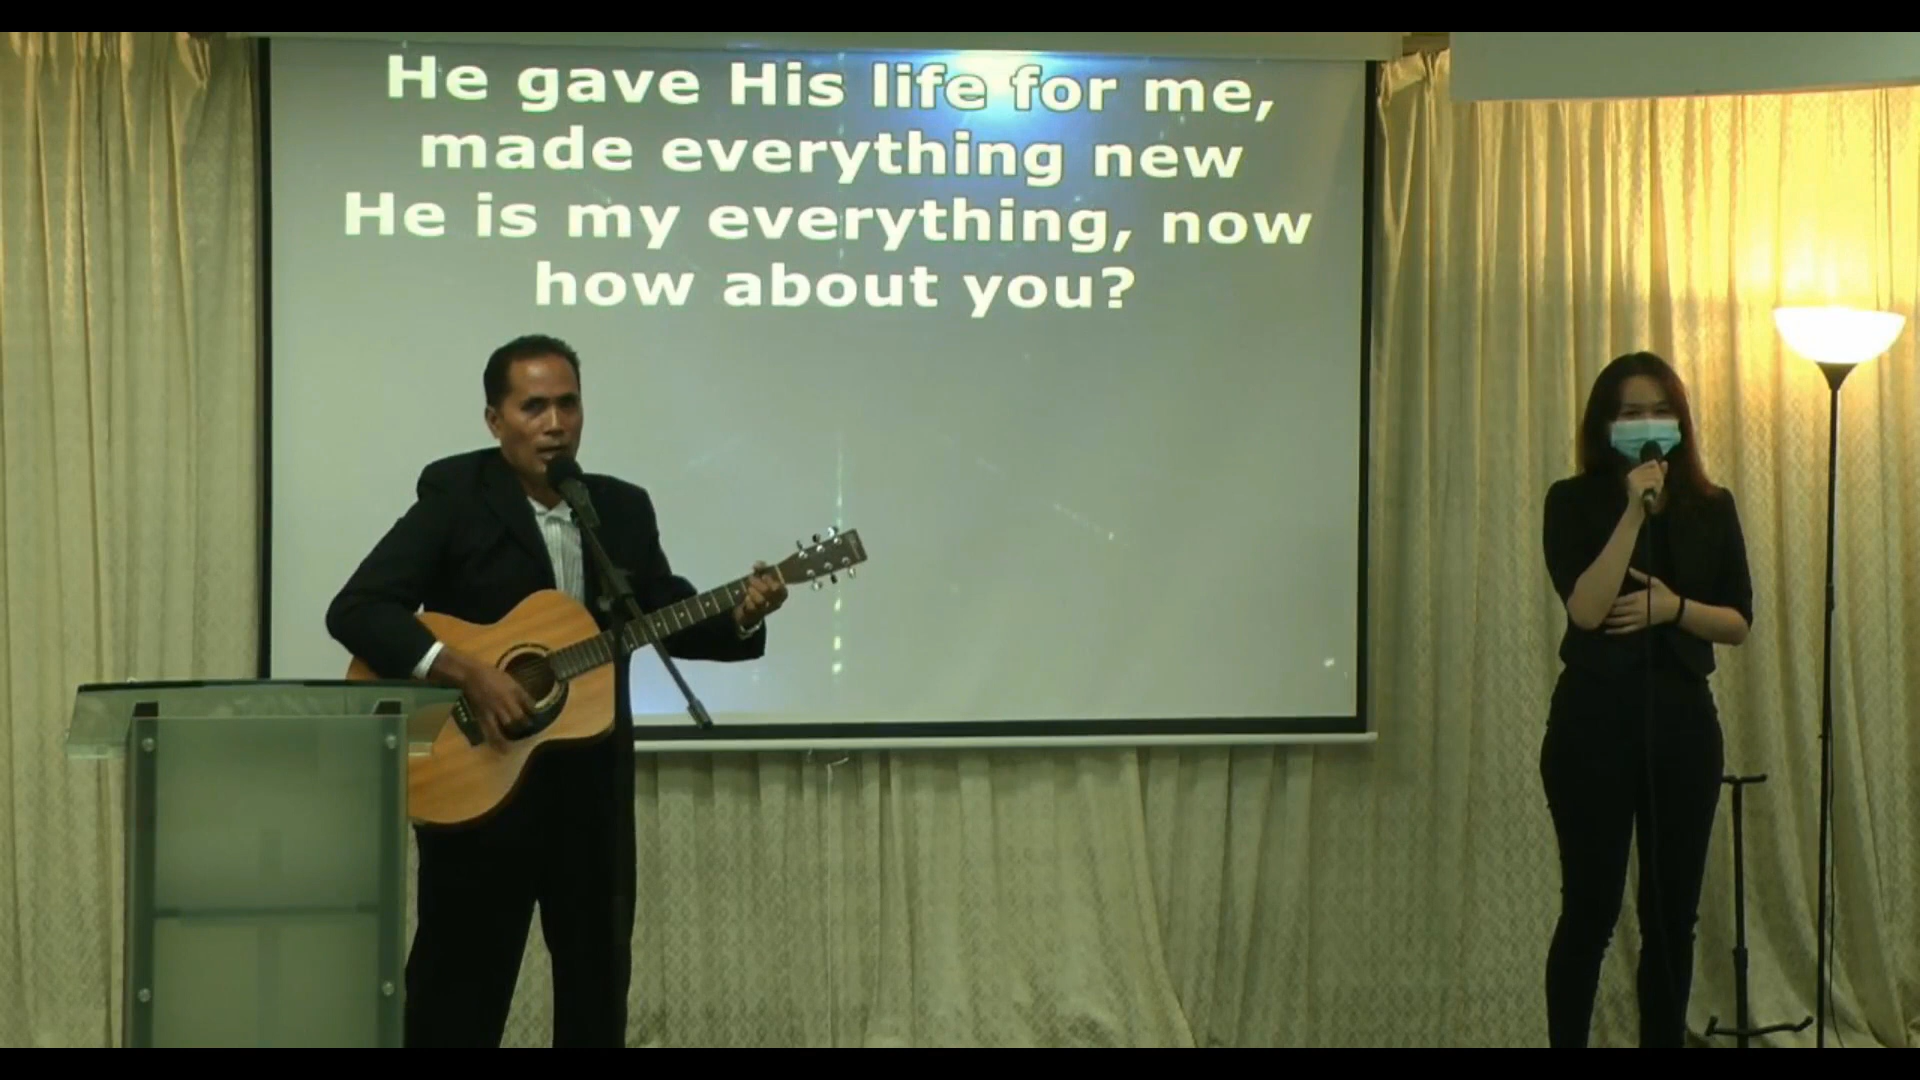 He gave His life for me,
made everything new
He is my everything, now
how about you?